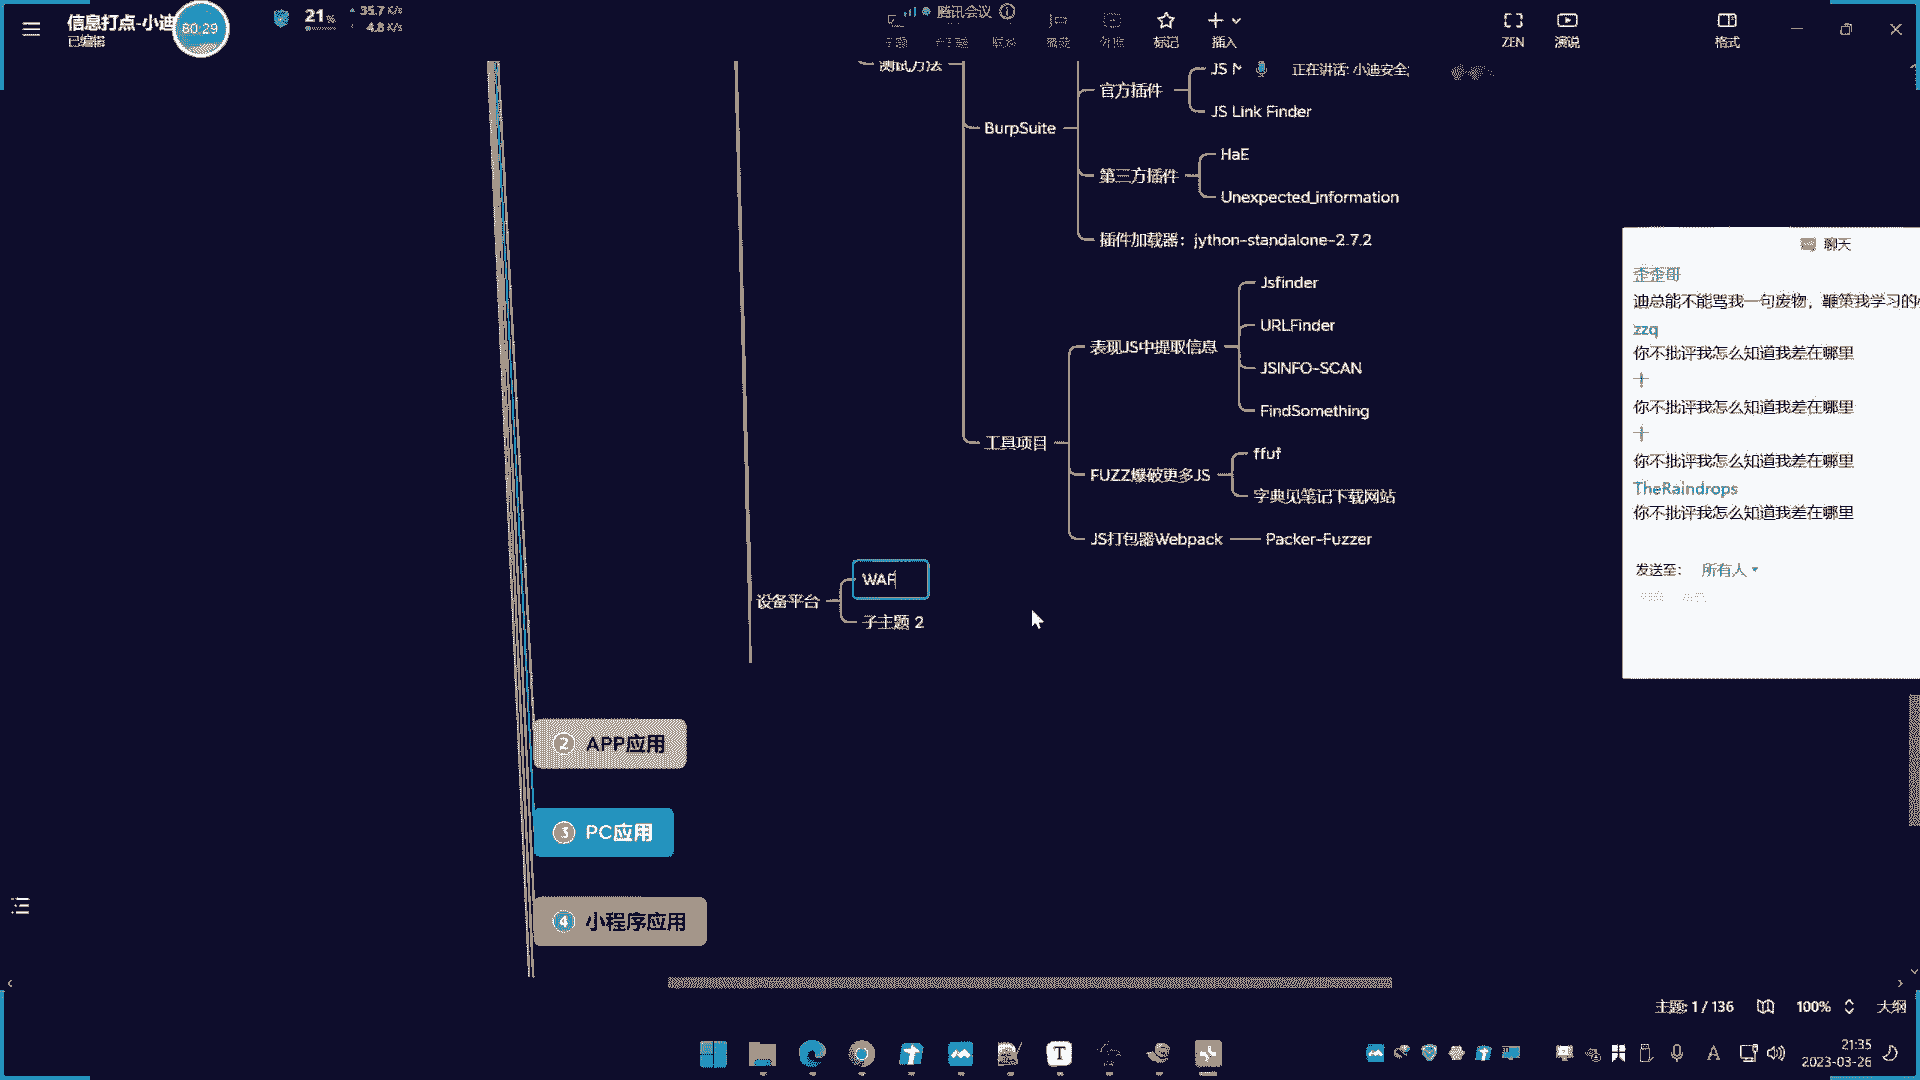 信息打点-小迪
已编辑
80:29
21%
35.7 K/s
4.8 K/s
腾讯会议
标记
插入
ZEN
演说
格式
测试方法
正在讲话: 小迪安全;
官方插件
JS Link Finder
BurpSuite
HaE
第三方插件
Unexpected_information
插件加载器：jython-standalone-2.7.2
Jsfinder
URLFinder
表现JS中提取信息
JSINFO-SCAN
FindSomething
工具项目
ffuf
FUZZ爆破更多JS
字典见笔记下载网站
JS打包器Webpack
Packer-Fuzzer
WAF
设备平台
子主题 2
2 APP应用
3 PC应用
4 小程序应用
聊天
歪歪哥
迪总能不能骂我一句废物，鞭策我学习的
zzq
你不批评我怎么知道我差在哪里
十
你不批评我怎么知道我差在哪里
十
你不批评我怎么知道我差在哪里
TheRaindrops
你不批评我怎么知道我差在哪里
发送至： 所有人
主题: 1 / 136
100%
大纲
21:35
2023-03-26